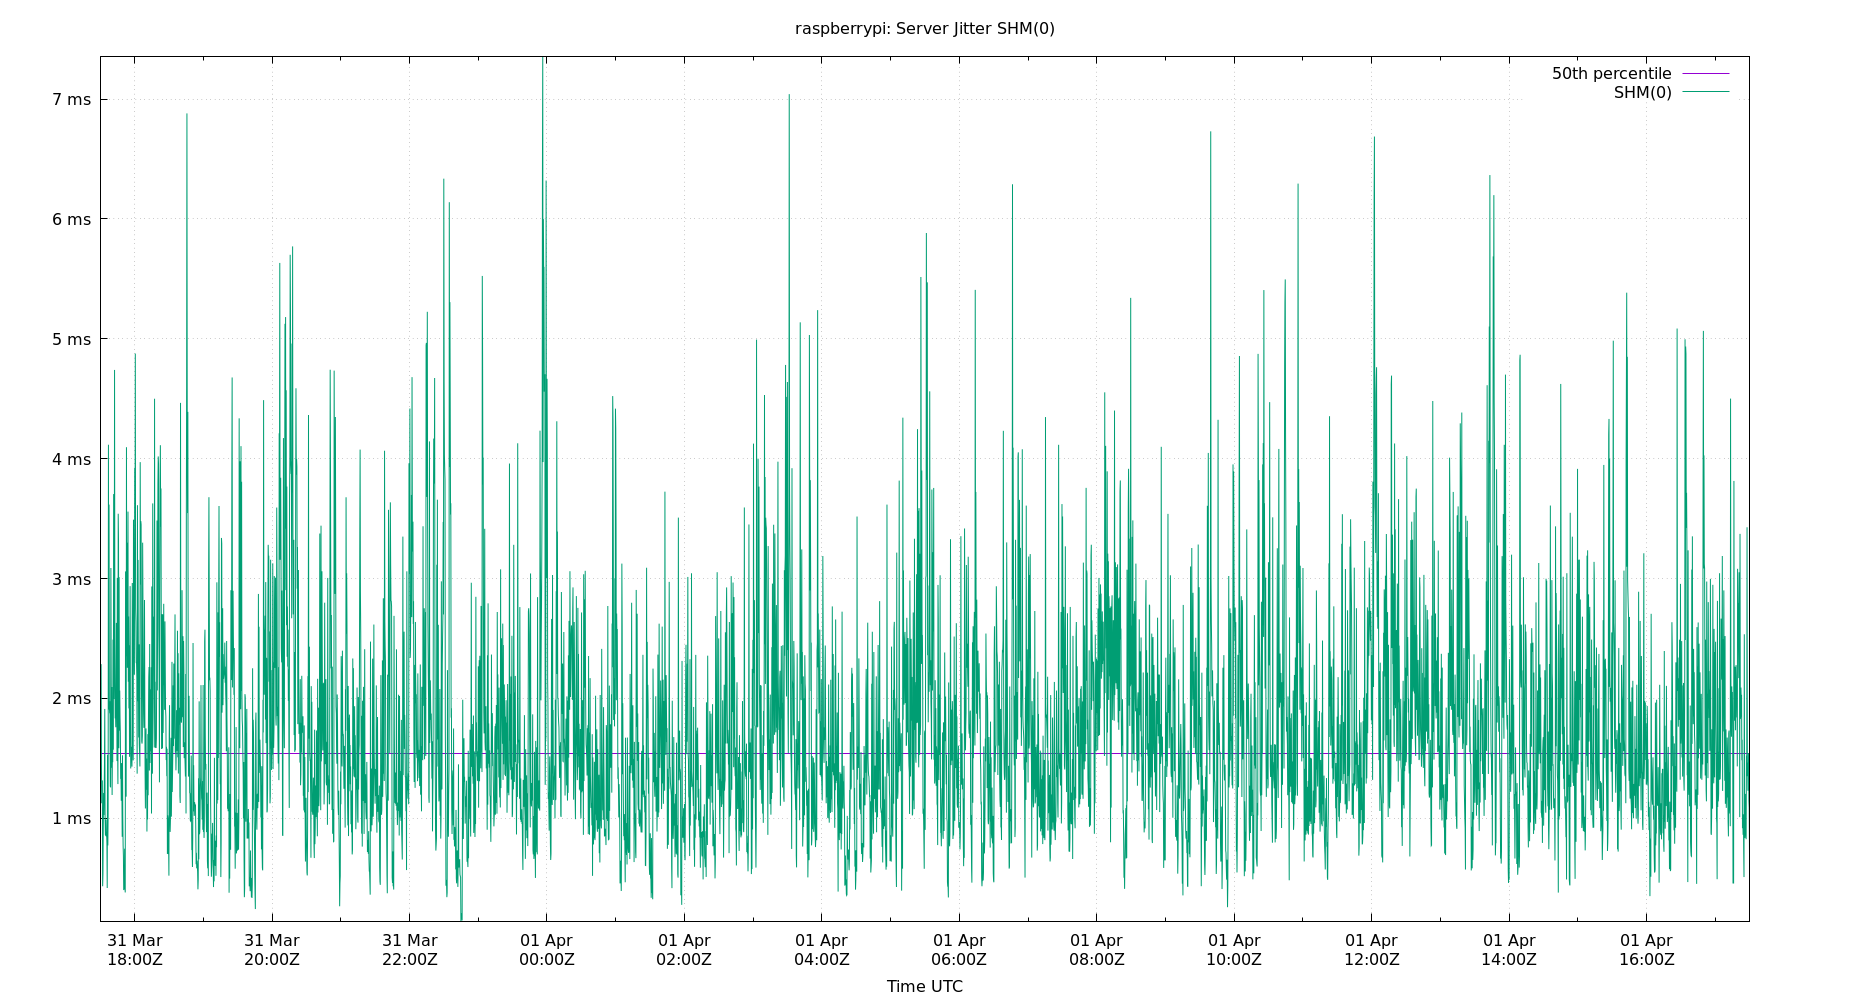 raspberrypi: Server Jitter SHM(0)
50th percentile
SHM(0)
7 ms
6 ms
5 ms
4 ms
3 ms
2 ms
1 ms
31 Mar 31 Mar 31 Mar 01 Apr 01 Apr 01 Apr 01 Apr 01 Apr 01 Apr 01 Apr 01 Apr 01 Apr
18:00Z 20:00Z 22:00Z 00:00Z 02:00Z 04:00Z 06:00Z 08:00Z 10:00Z 12:00Z 14:00Z 16:00Z
Time UTC